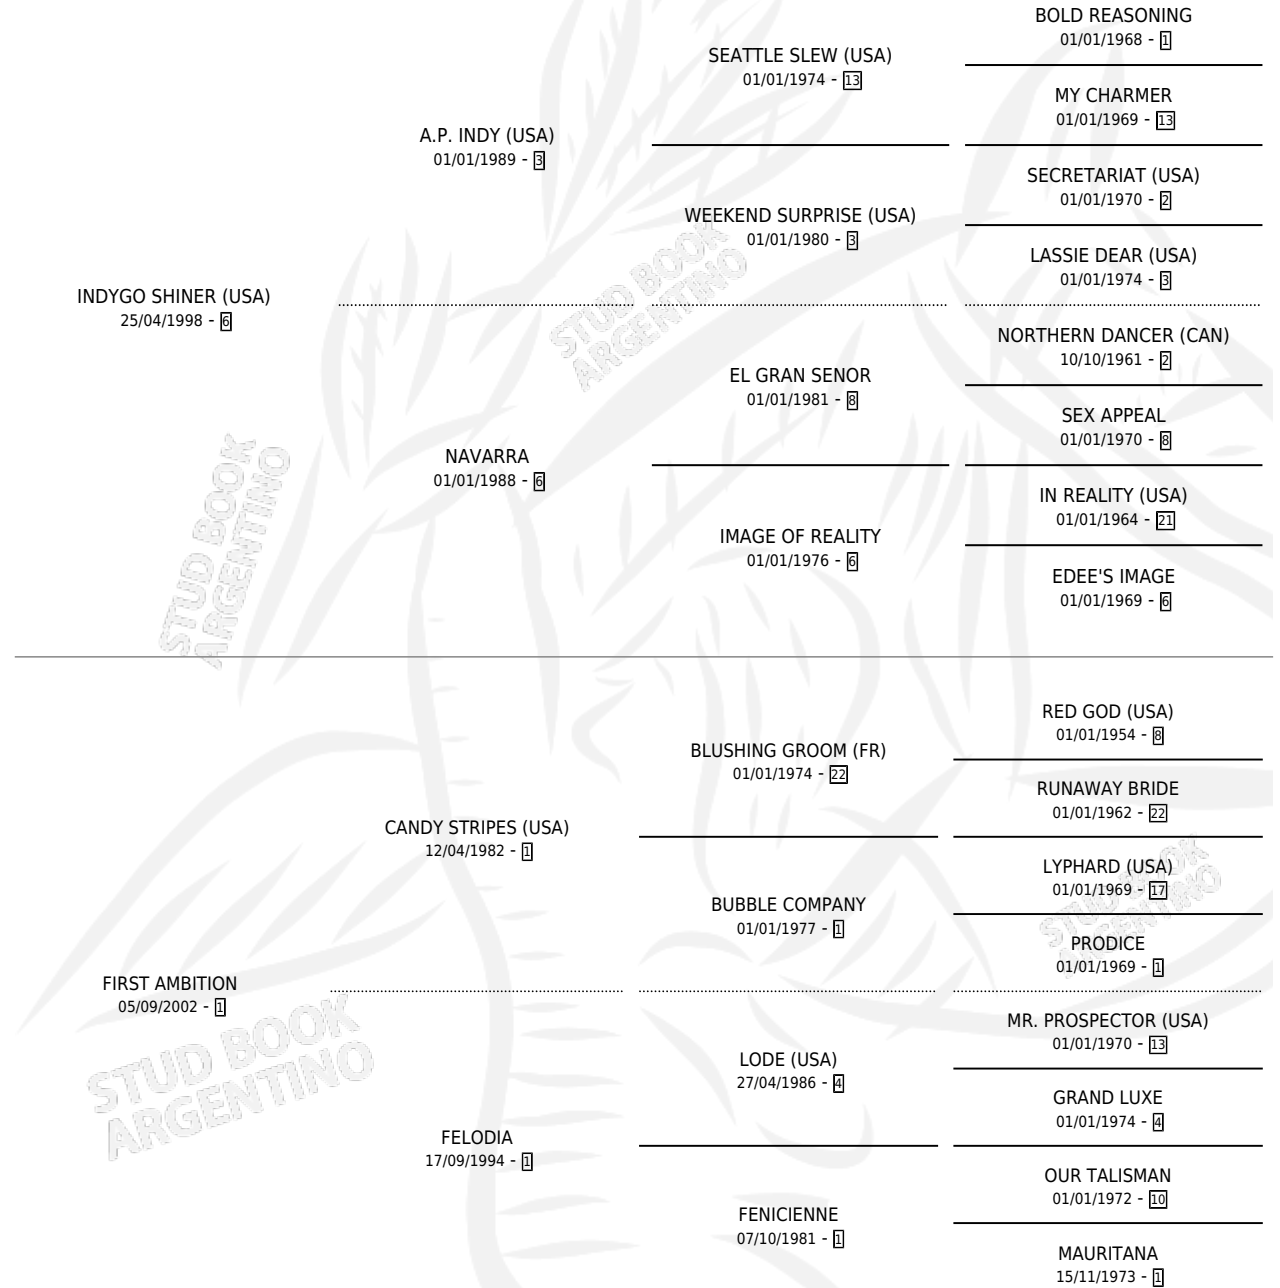 BOLD REASONING
01/01/1968 - 1
SEATTLE SLEW (USA)
01/01/1974 - 13
MY CHARMER
01/01/1969 - 13
A.P. INDY (USA)
01/01/1989 - 3
SECRETARIAT (USA)
01/01/1970 - 2
WEEKEND SURPRISE (USA)
01/01/1980 - 3
LASSIE DEAR (USA)
01/01/1974 - 3
INDYGO SHINER (USA)
25/04/1998 - 6
NORTHERN DANCER (CAN)
10/10/1961 - 2
EL GRAN SENOR
01/01/1981 - 8
SEX APPEAL
01/01/1970 - 8
NAVARRA
01/01/1988 - 6
IN REALITY (USA)
01/01/1964 - 21
IMAGE OF REALITY
01/01/1976 - 6
EDEE'S IMAGE
01/01/1969 - 6
RED GOD (USA)
01/01/1954 - 8
BLUSHING GROOM (FR)
01/01/1974 - 22
RUNAWAY BRIDE
01/01/1962 - 22
CANDY STRIPES (USA)
12/04/1982 - 1
LYPHARD (USA)
01/01/1969 - 17
BUBBLE COMPANY
01/01/1977 - 1
PRODICE
01/01/1969 - 1
FIRST AMBITION
05/09/2002 - 1
MR. PROSPECTOR (USA)
01/01/1970 - 13
LODE (USA)
27/04/1986 - 4
GRAND LUXE
01/01/1974 - 4
FELODIA
17/09/1994 - 1
OUR TALISMAN
01/01/1972 - 10
FENICIENNE
07/10/1981 - 1
MAURITANA
15/11/1973 - 1
STUD BOOK
ARGENTINO
STUD BOOK
ARGENTINO
STUD BOOK
ARGENTINO
STUD BOOK
ARGENTINO